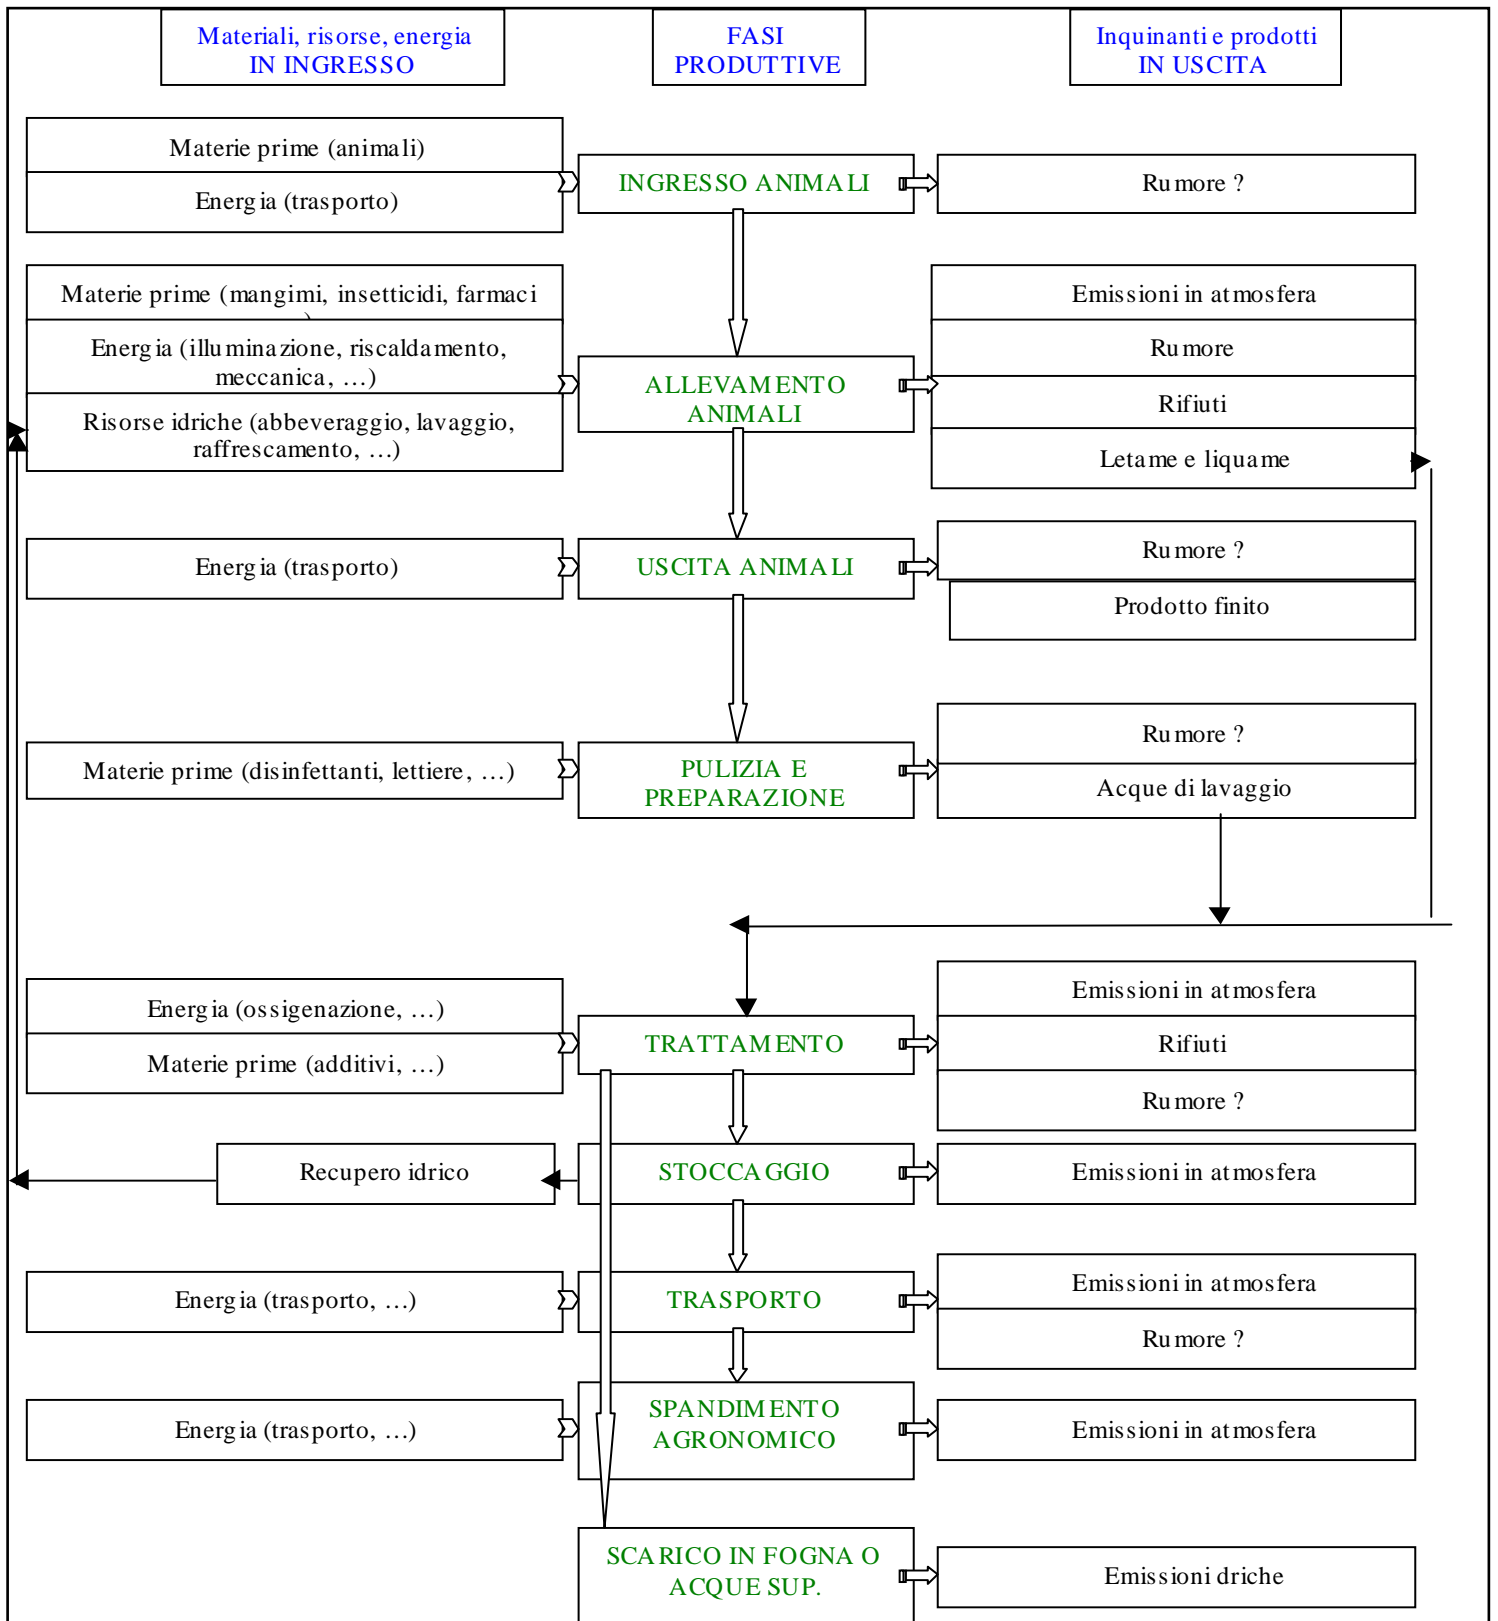 Materiali, risorse, energia
IN INGRESSO
FASI
PRODUTTIVE
Inquinanti e prodotti
IN USCITA
Materie prime (animali)
Energia (trasporto)
INGRESSO ANIMALI
Rumore ?
Materie prime (mangimi, insetticidi, farmaci
Energia (illuminazione, riscaldamento,
meccanica, …)
Risorse idriche (abbeveraggio, lavaggio,
raffrescamento, …)
ALLEVAMENTO
ANIMALI
Emissioni in atmosfera
Rumore
Rifiuti
Letame e liquame
Energia (trasporto)
USCITA ANIMALI
Rumore ?
Prodotto finito
Materie prime (disinfettanti, lettiere, …)
PULIZIA E
PREPARAZIONE
Rumore ?
Acque di lavaggio
Energia (ossigenazione, …)
Materie prime (additivi, …)
TRATTAMENTO
Emissioni in atmosfera
Rifiuti
Rumore ?
Recupero idrico
STOCCAGGIO
Emissioni in atmosfera
Energia (trasporto, …)
TRASPORTO
Emissioni in atmosfera
Rumore ?
Energia (trasporto, …)
SPANDIMENTO
AGRONOMICO
Emissioni in atmosfera
SCARICO IN FOGNA O
ACQUE SUP.
Emissioni driche